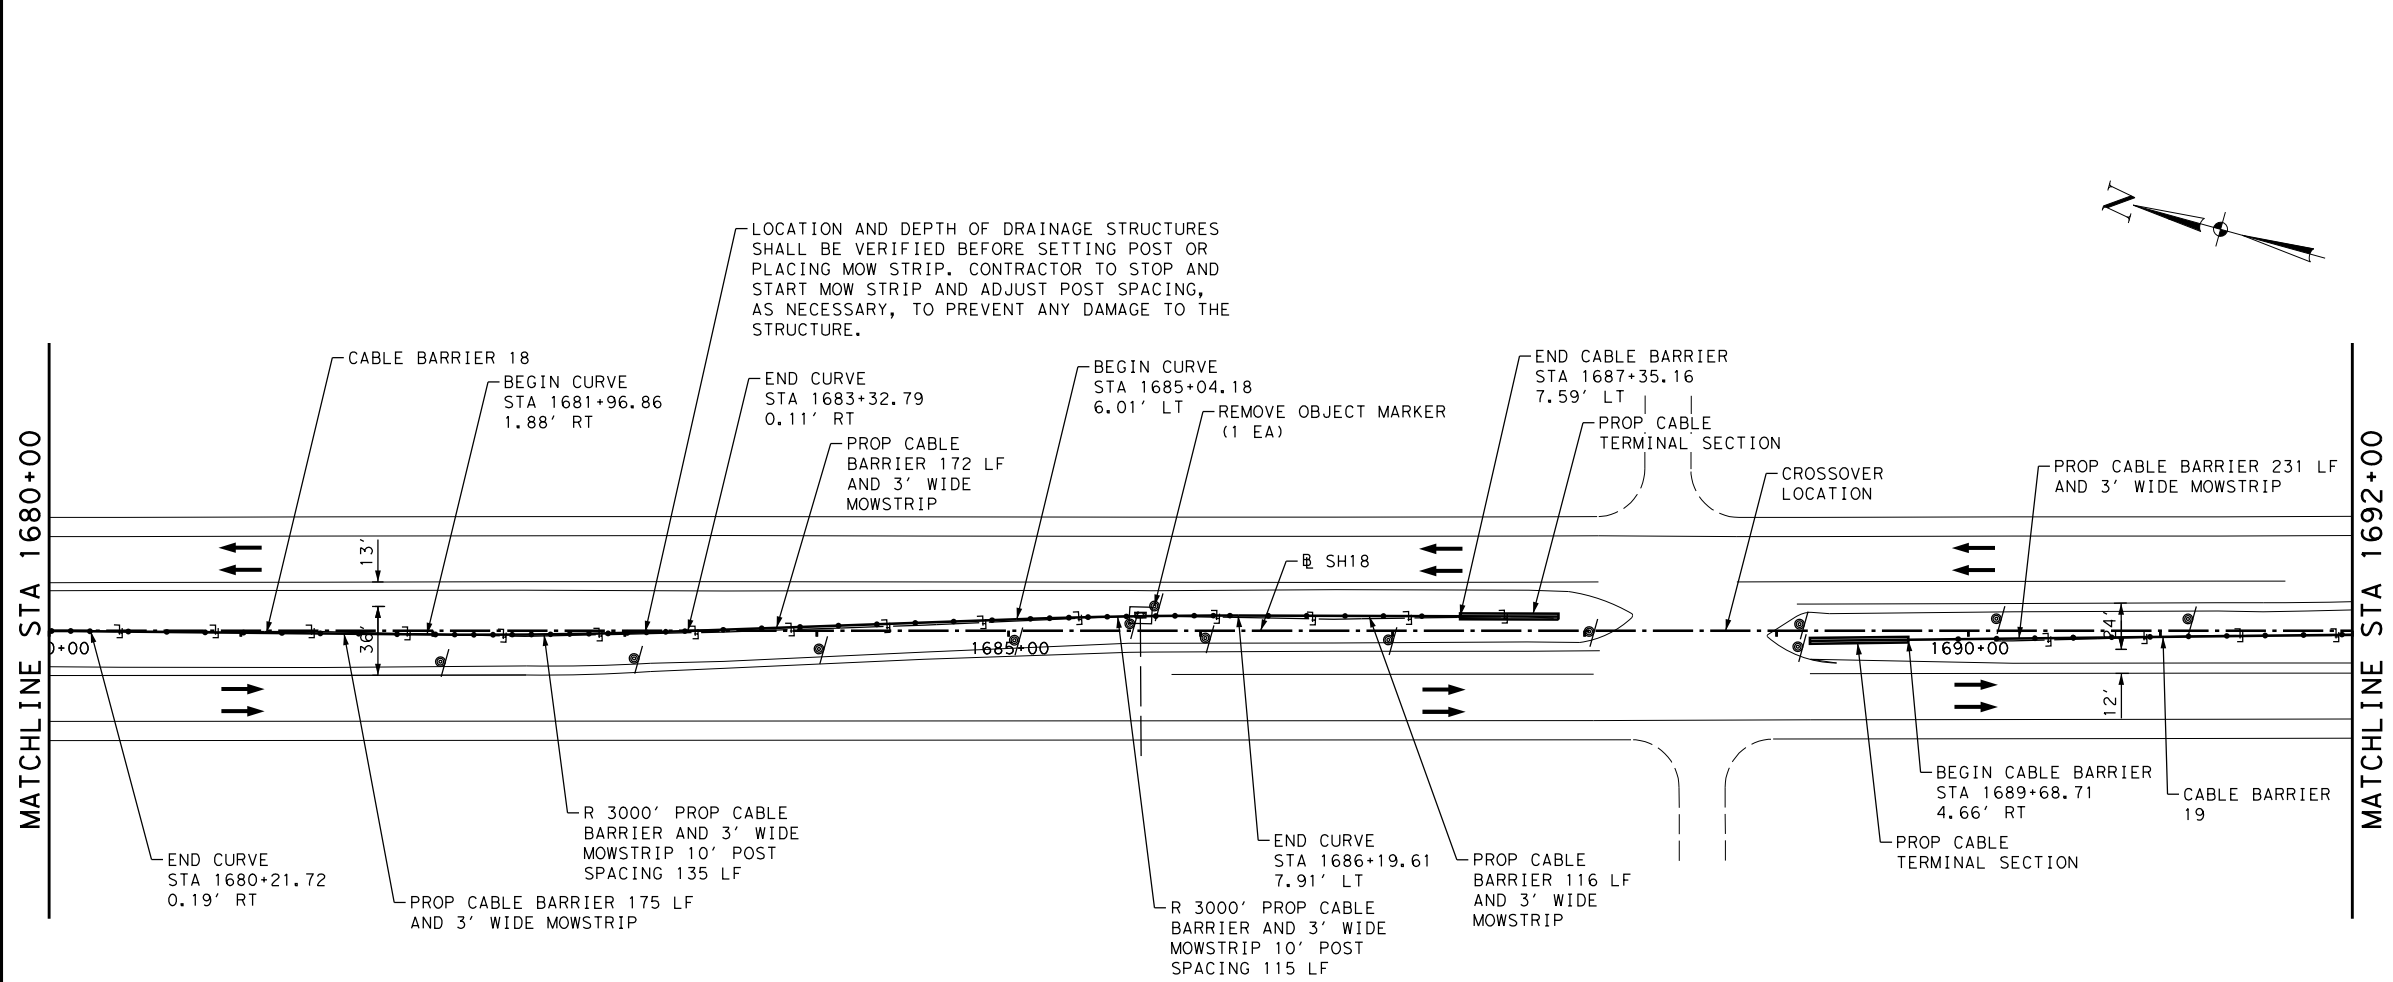 N
LOCATION AND DEPTH OF DRAINAGE STRUCTURES
SHALL BE VERIFIED BEFORE SETTING POST OR
PLACING MOW STRIP. CONTRACTOR TO STOP AND
START MOW STRIP AND ADJUST POST SPACING,
AS NECESSARY, TO PREVENT ANY DAMAGE TO THE
STRUCTURE.
CABLE BARRIER 18
BEGIN CURVE
STA 1681+96.86
1.88' RT
END CURVE
STA 1683+32.79
0.11' RT
PROP CABLE
BARRIER 172 LF
AND 3' WIDE
MOWSTRIP
BEGIN CURVE
STA 1685+04.18
6.01' LT
REMOVE OBJECT MARKER
(1 EA)
END CABLE BARRIER
STA 1687+35.16
7.59' LT
PROP CABLE
TERMINAL SECTION
CROSSOVER
LOCATION
PROP CABLE BARRIER 231 LF
AND 3' WIDE MOWSTRIP
MATCHLINE STA 1680+00
MATCHLINE STA 1692+00
13'
36'
BL SH18
24'
12'
0+00
1685+00
1690+00
END CURVE
STA 1680+21.72
0.19' RT
PROP CABLE BARRIER 175 LF
AND 3' WIDE MOWSTRIP
R 3000' PROP CABLE
BARRIER AND 3' WIDE
MOWSTRIP 10' POST
SPACING 135 LF
R 3000' PROP CABLE
BARRIER AND 3' WIDE
MOWSTRIP 10' POST
SPACING 115 LF
END CURVE
STA 1686+19.61
7.91' LT
PROP CABLE
BARRIER 116 LF
AND 3' WIDE
MOWSTRIP
PROP CABLE
TERMINAL SECTION
BEGIN CABLE BARRIER
STA 1689+68.71
4.66' RT
CABLE BARRIER
19